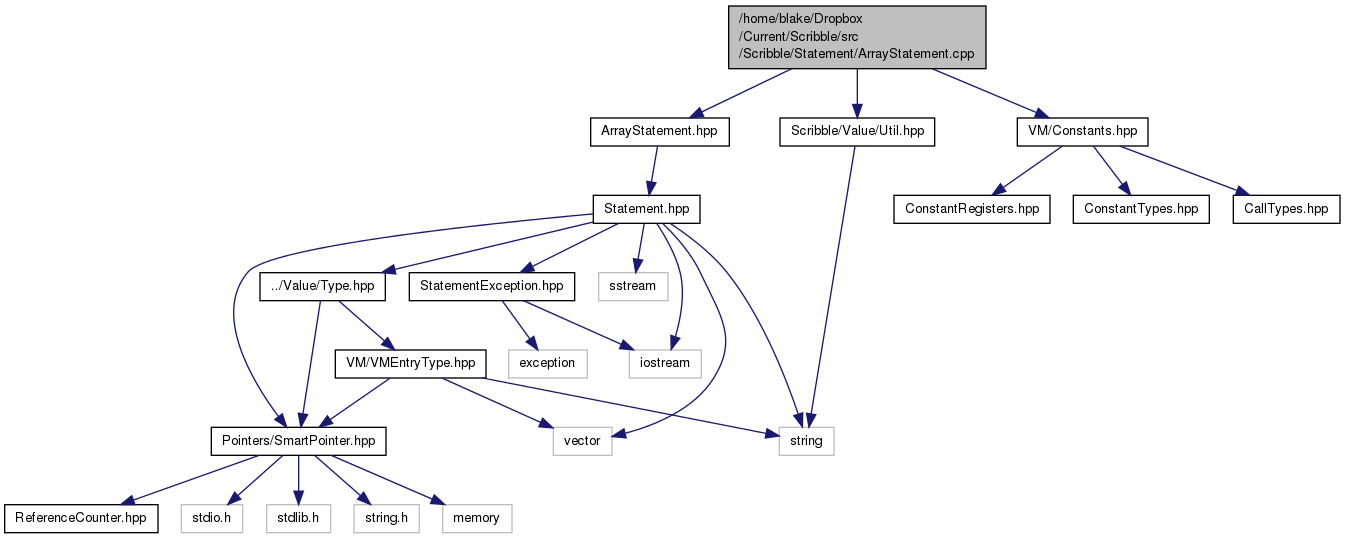 /home/blake/Dropbox
/Current/Scribble/src
/Scribble/Statement/ArrayStatement.cpp
ArrayStatement.hpp
Scribble/Value/Util.hpp
VM/Constants.hpp
Statement.hpp
ConstantRegisters.hpp
ConstantTypes.hpp
CallTypes.hpp
../Value/Type.hpp
StatementException.hpp
sstream
VM/VMEntryType.hpp
exception
iostream
Pointers/SmartPointer.hpp
vector
string
ReferenceCounter.hpp
stdio.h
stdlib.h
string.h
memory